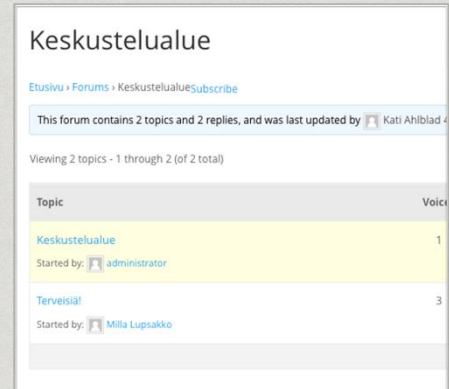 Keskustelualue
Etusivu › Forums › KeskustelualueSubscribe
This forum contains 2 topics and 2 replies, and was last updated by Kati Ahlblad
Viewing 2 topics - 1 through 2 (of 2 total)
Topic Voice
Keskustelualue 1
Started by: administrator
Terveisiä! 3
Started by: Milla Lupsakko